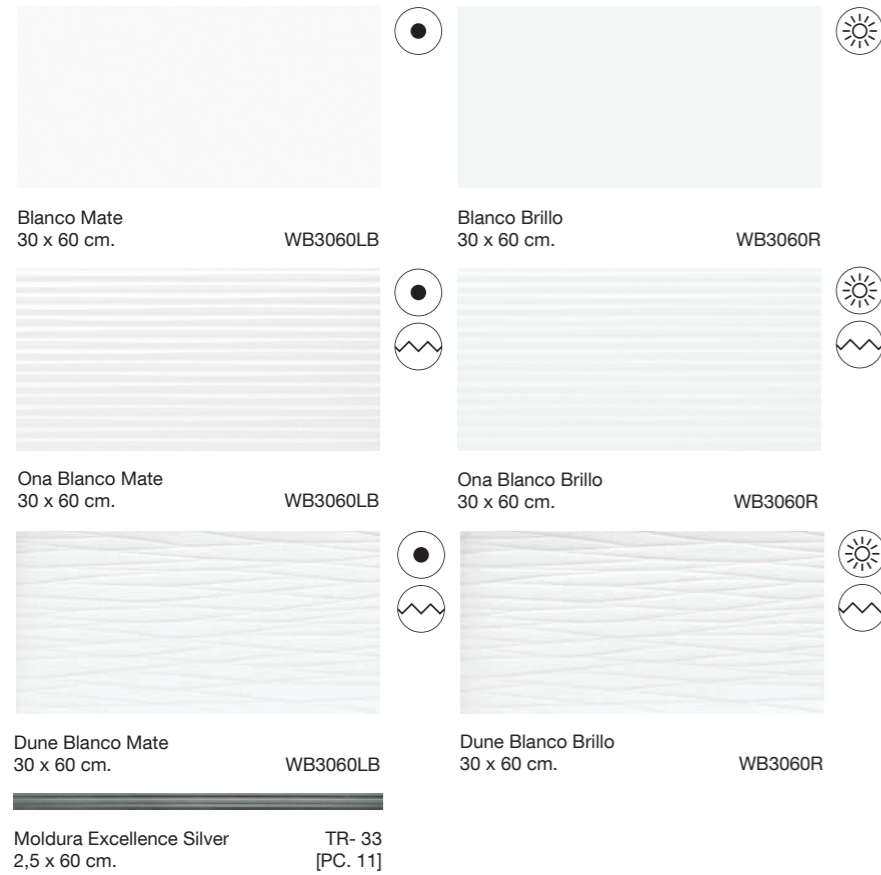 Blanco Mate
30 x 60 cm. WB3060LB
Blanco Brillo
30 x 60 cm. WB3060R
Ona Blanco Mate
30 x 60 cm. WB3060LB
Ona Blanco Brillo
30 x 60 cm. WB3060R
Dune Blanco Mate
30 x 60 cm. WB3060LB
Dune Blanco Brillo
30 x 60 cm. WB3060R
Moldura Excellence Silver TR- 33
2,5 x 60 cm. [PC. 11]